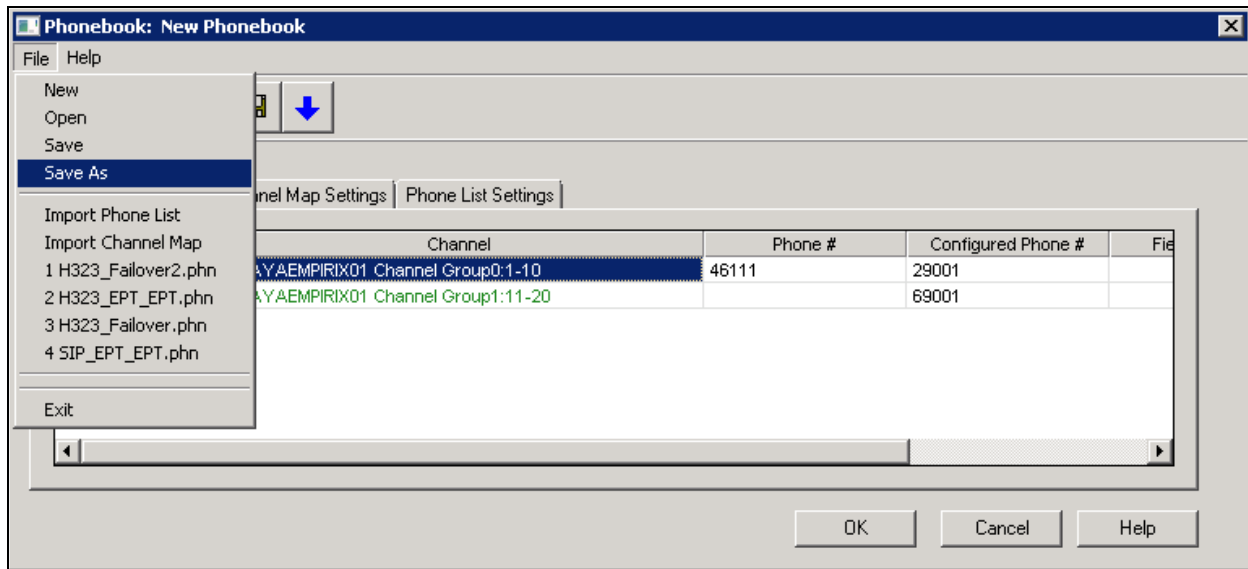 Phonebook: New Phonebook
File Help
New
Open
Save
Save As
Import Phone List
Import Channel Map
1 H323_Failover2.phn
2 H323_EPT_EPT.phn
3 H323_Failover.phn
4 SIP_EPT_EPT.phn
Exit
nnel Map Settings Phone List Settings
Channel Phone # Configured Phone # Fie
AYAEMPIRIX01 Channel Group0:1-10 46111 29001
AYAEMPIRIX01 Channel Group1:11-20 69001
OK Cancel Help